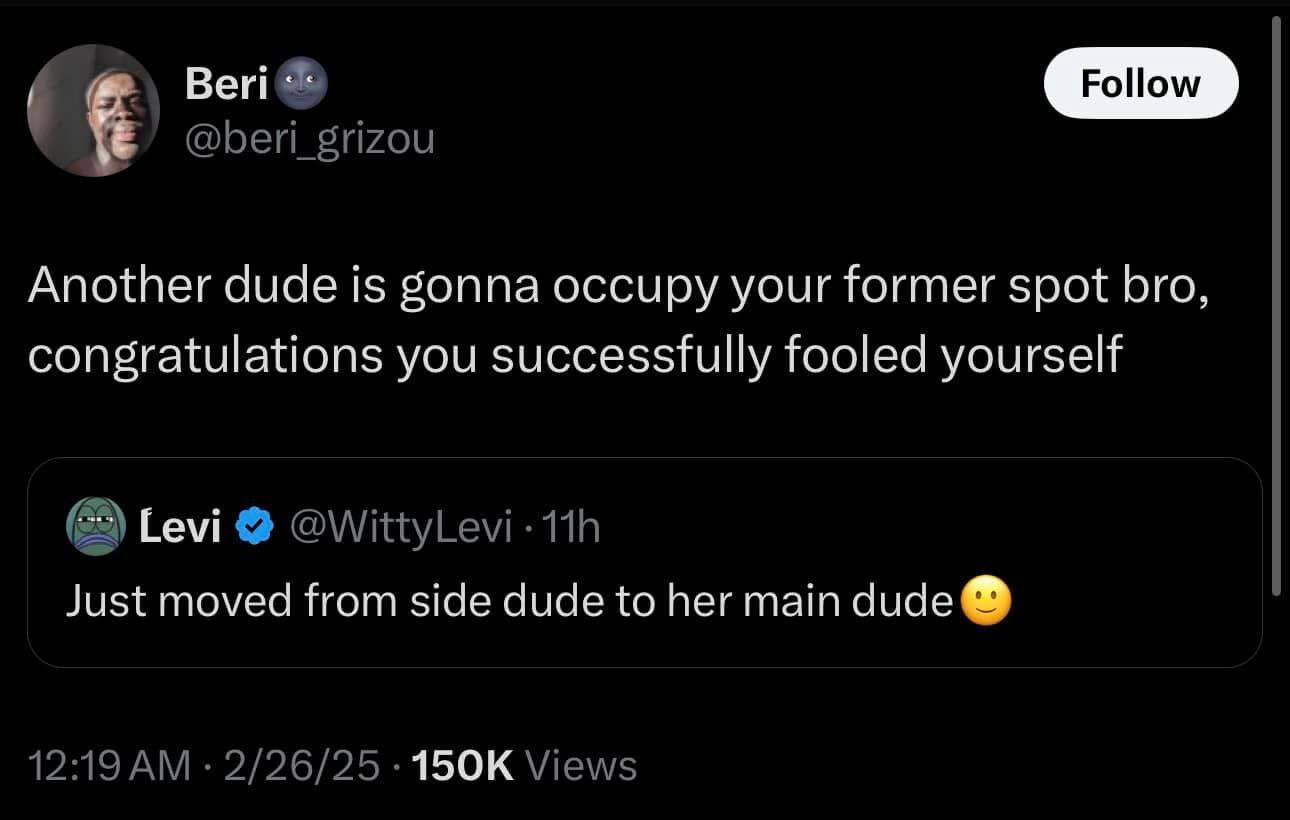 Beri🌚
@beri_grizou
Follow
Another dude is gonna occupy your former spot bro,
congratulations you successfully fooled yourself
Ĺevi @WittyLevi · 11h
Just moved from side dude to her main dude🙂
12:19 AM · 2/26/25 · 150K Views